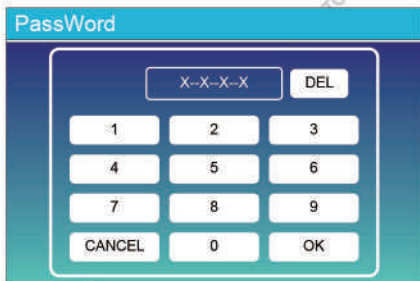 PassWord
X--X--X--X DEL
1 2 3
4 5 6
7 8 9
CANCEL 0 OK